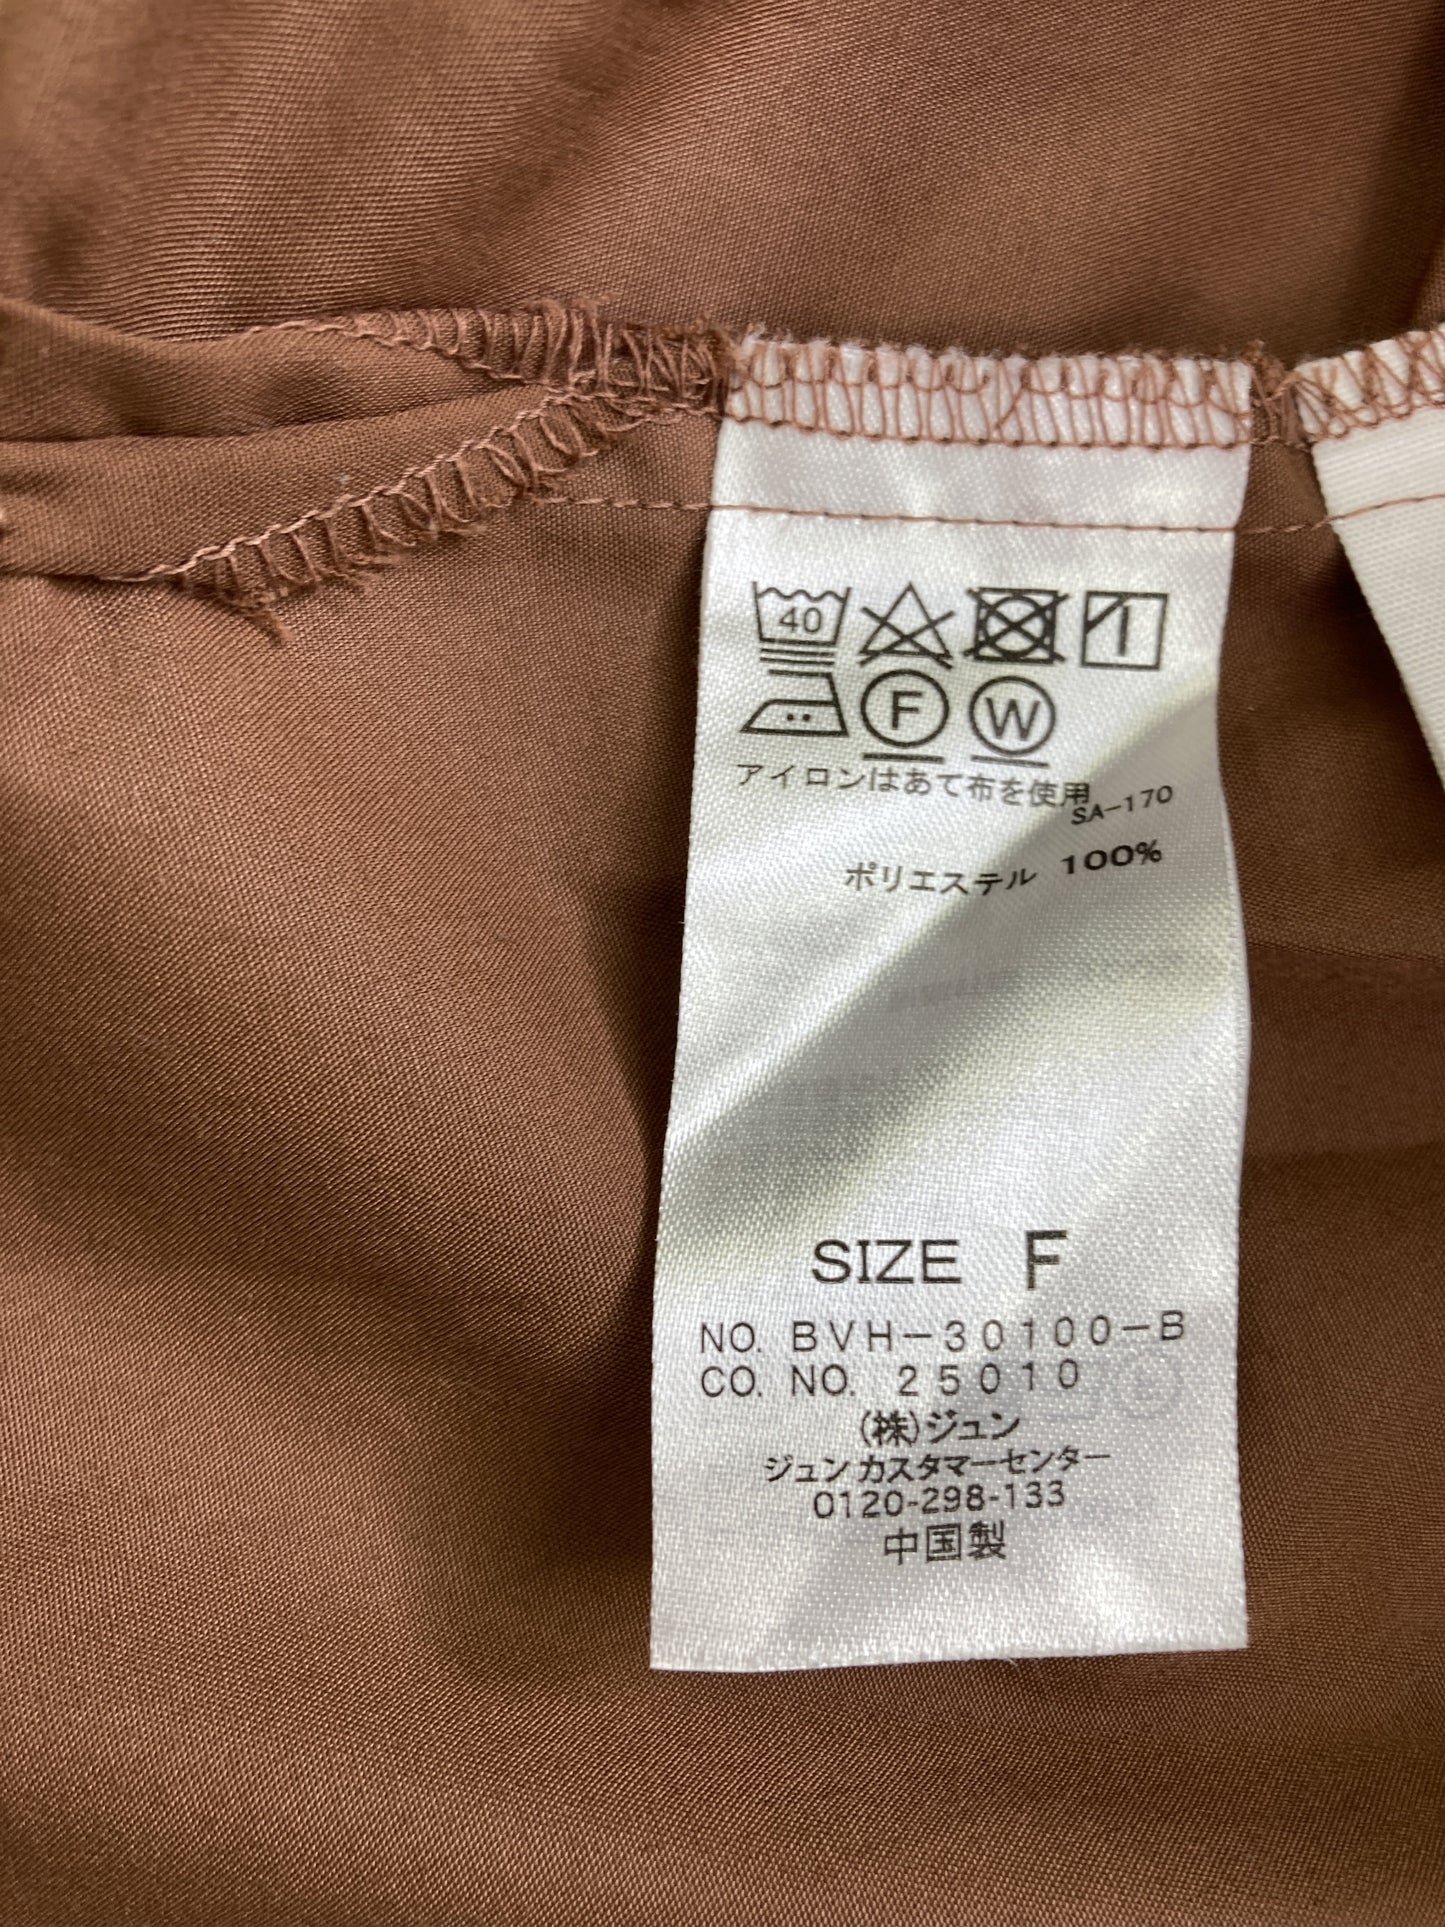 40
F W
アイロンはあて布を使用
SA-170
ポリエステル 100%
SIZE F
NO. BVH-30100-B
CO. NO. 25010
(株)ジュン
ジュンカスタマーセンター
0120-298-133
中国製